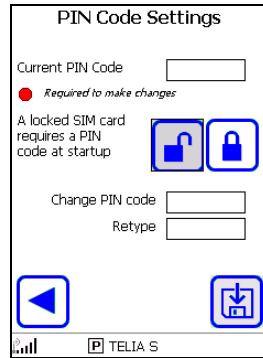 PIN Code Settings
Current PIN Code
Required to make changes
A locked SIM card
requires a PIN
code at startup
Change PIN code
Retype
P TELIA S